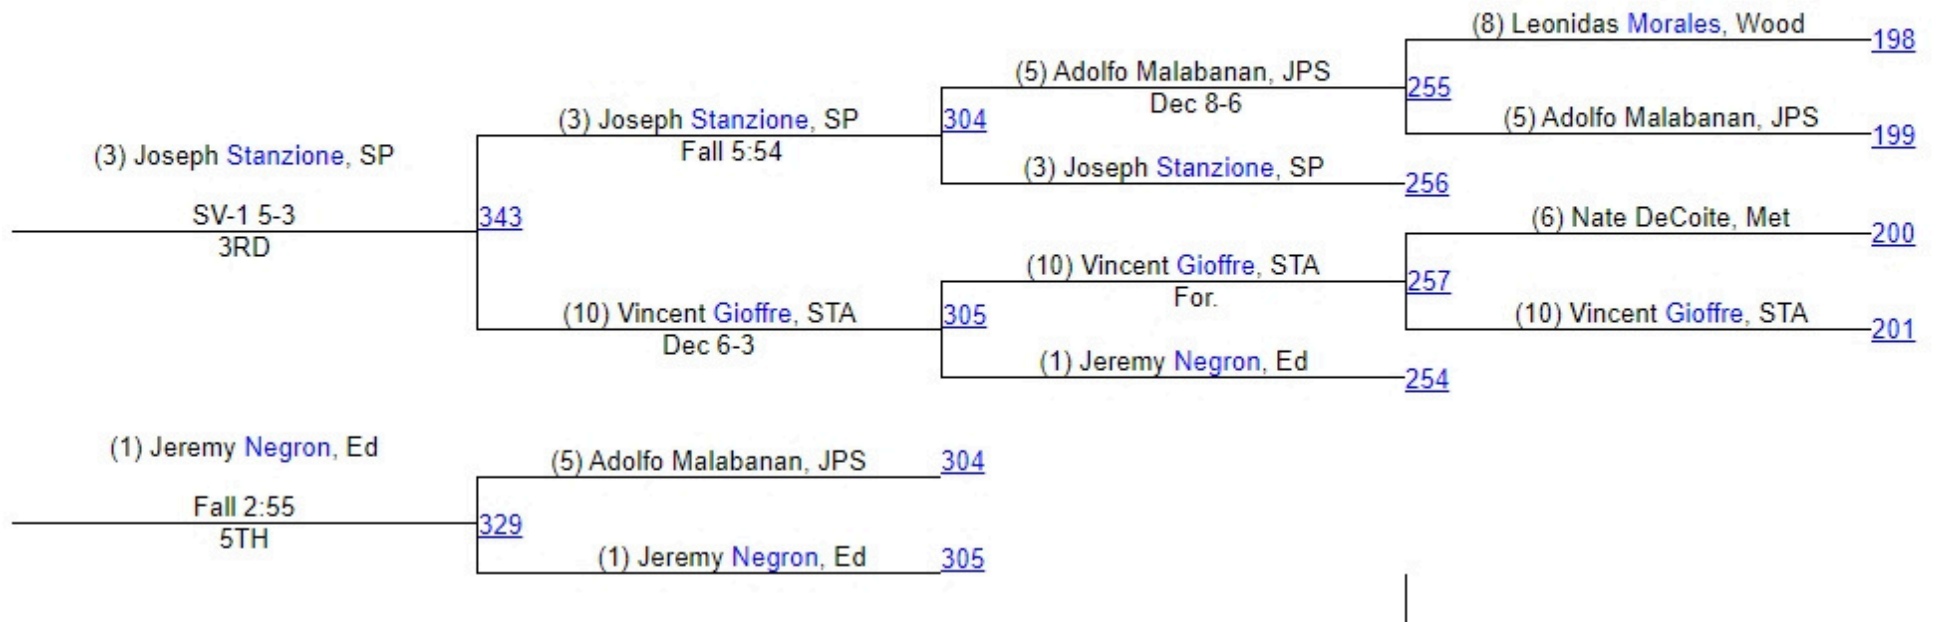 (8) Leonidas Morales, Wood
198
(5) Adolfo Malabanan, JPS
255
Dec 8-6
(3) Joseph Stanzione, SP
304
(5) Adolfo Malabanan, JPS
199
Fall 5:54
(3) Joseph Stanzione, SP
(3) Joseph Stanzione, SP
256
SV-1 5-3
343
(6) Nate DeCoite, Met
200
3RD
(10) Vincent Gioffre, STA
257
For.
(10) Vincent Gioffre, STA
305
(10) Vincent Gioffre, STA
201
Dec 6-3
(1) Jeremy Negron, Ed
254
(1) Jeremy Negron, Ed
(5) Adolfo Malabanan, JPS
304
Fall 2:55
329
5TH
(1) Jeremy Negron, Ed
305